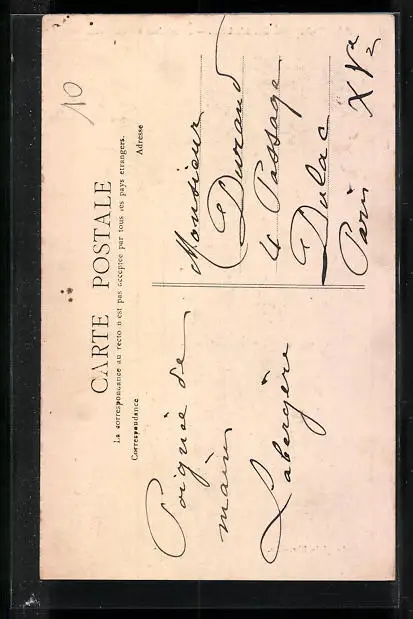 10
CARTE POSTALE
La correspondance au recto n'est pas acceptée par tous les pays étrangers.
Correspondance
Adresse
Poignée de
main
Labergère
Monsieur
Durand
4 Passage
Dulac
Paris XVe